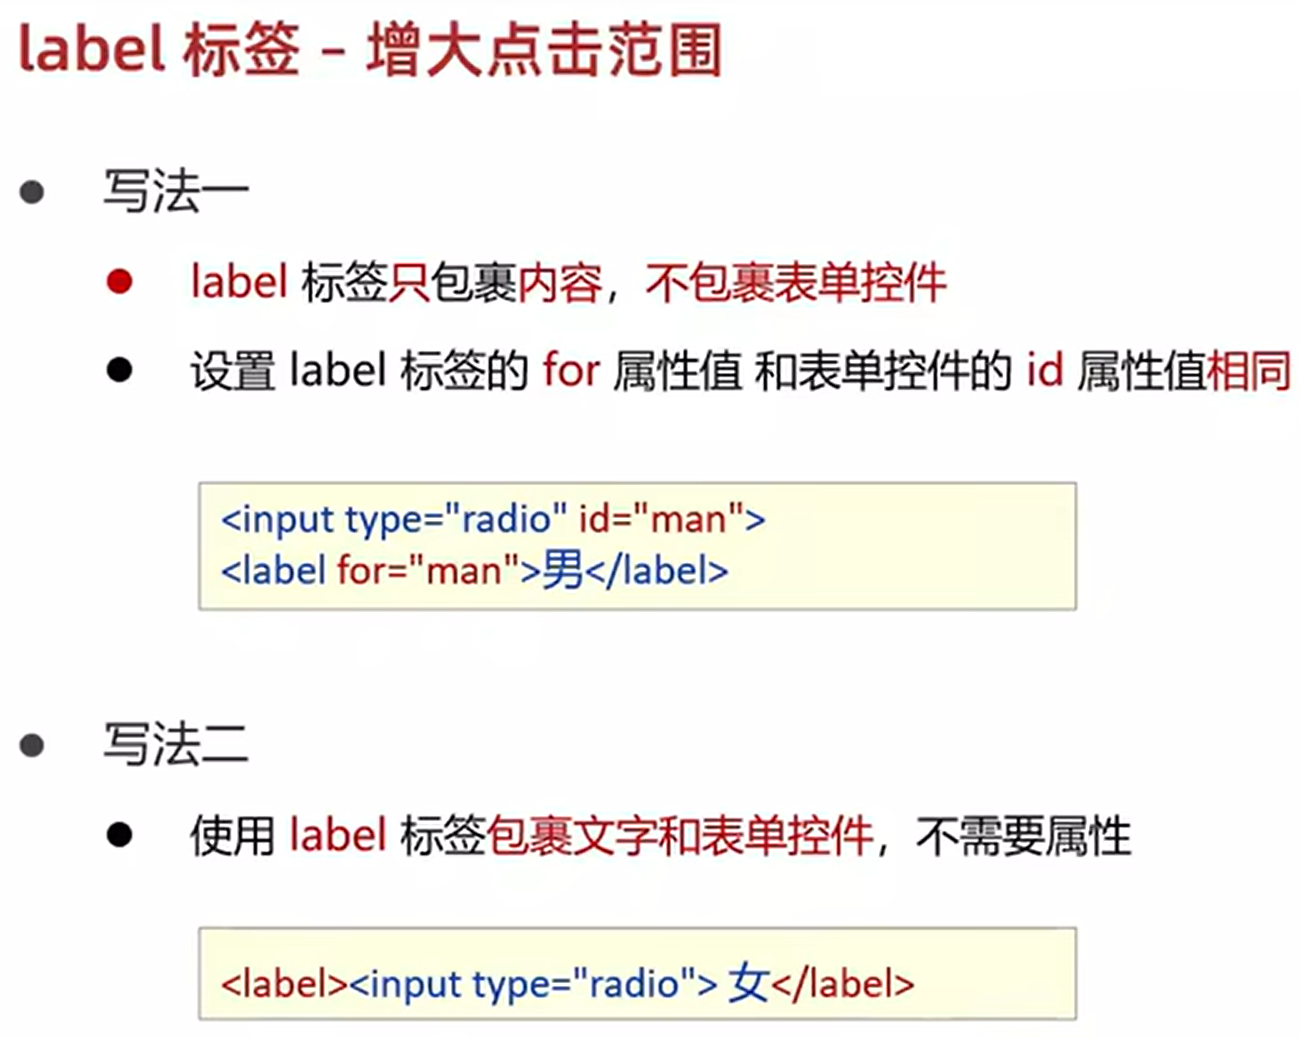 label 标签 – 增大点击范围
写法一
label 标签只包裹内容，不包裹表单控件
设置 label 标签的 for 属性值 和表单控件的 id 属性值相同
<input type="radio" id="man">
<label for="man">男</label>
写法二
使用 label 标签包裹文字和表单控件，不需要属性
<label><input type="radio"> 女</label>